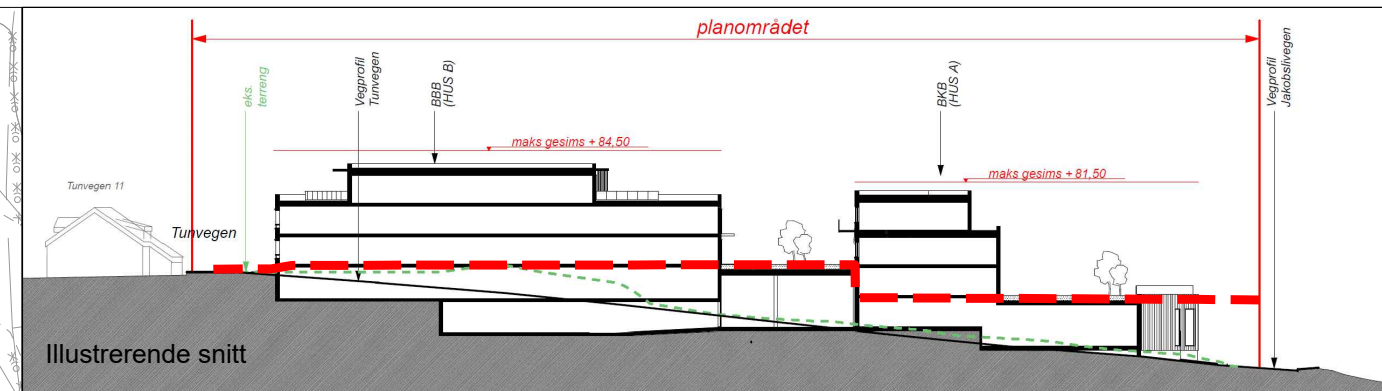 planområdet
eks.
terreng
Vegprofil
Tunvegen
BBB
(HUS B)
BKB
(HUS A)
Vegprofil
Jakobslivegen
maks gesims + 84,50
maks gesims + 81,50
Tunvegen 11
Tunvegen
Illustrerende snitt